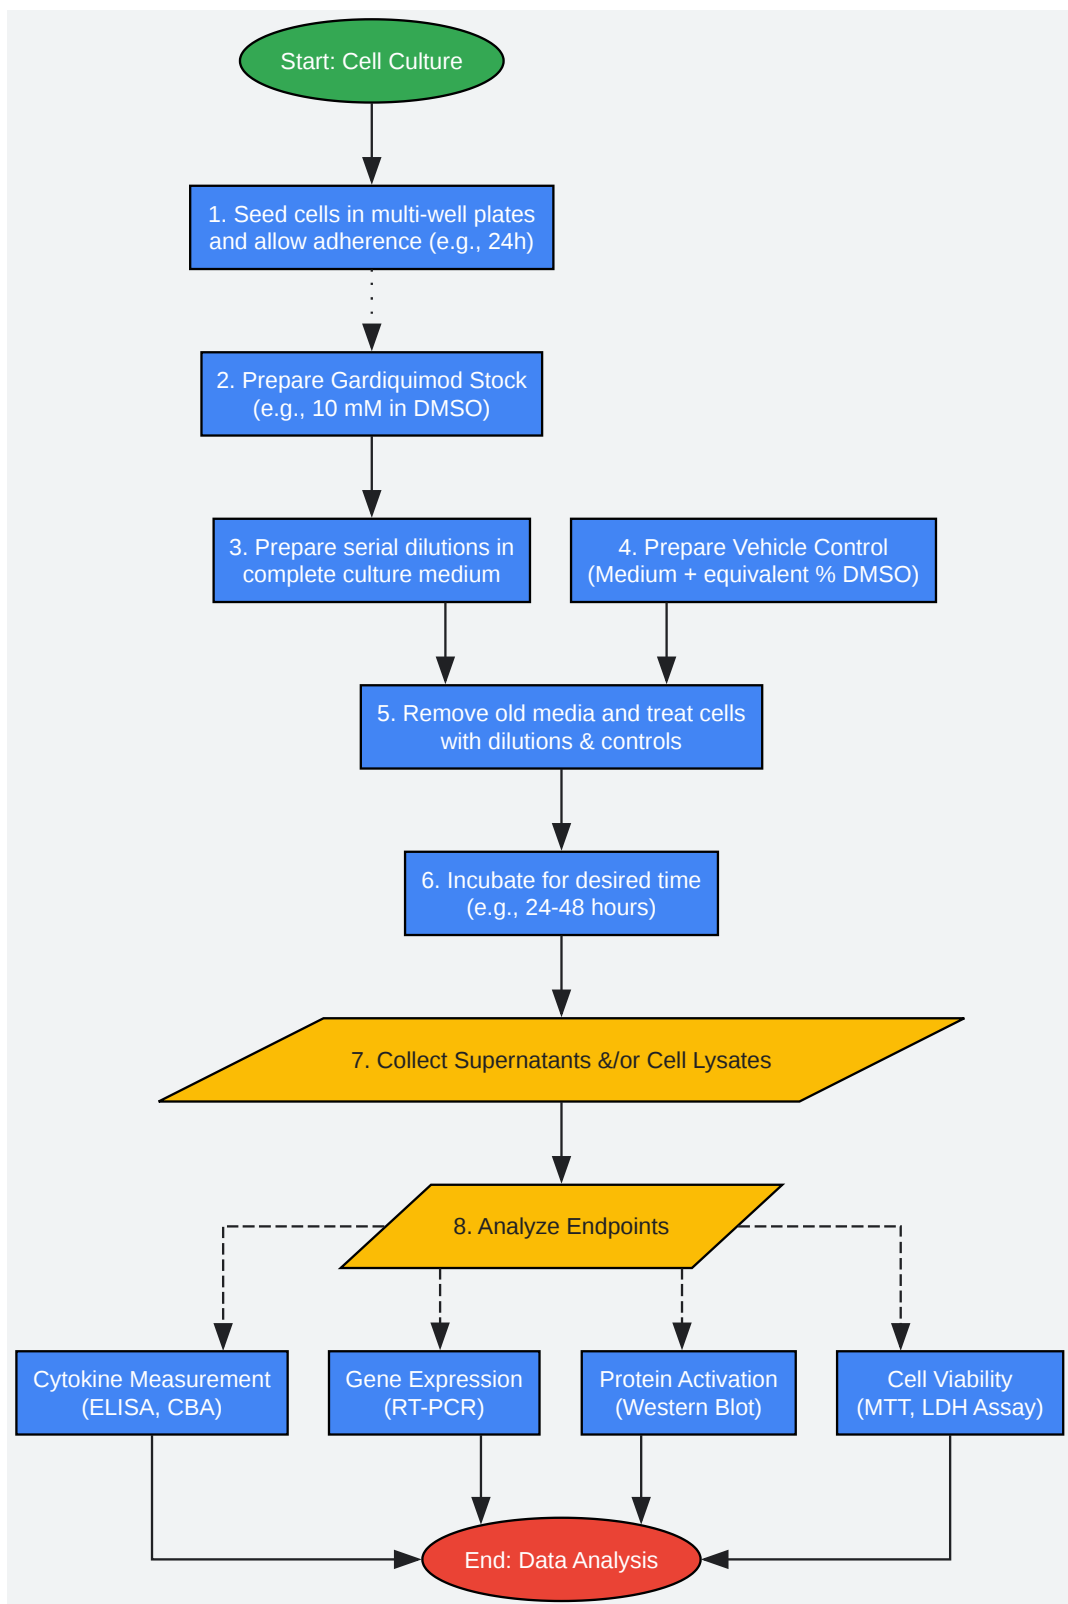 Start: Cell Culture
1. Seed cells in multi-well plates
and allow adherence (e.g., 24h)
2. Prepare Gardiquimod Stock
(e.g., 10 mM in DMSO)
3. Prepare serial dilutions in
complete culture medium
4. Prepare Vehicle Control
(Medium + equivalent % DMSO)
5. Remove old media and treat cells
with dilutions & controls
6. Incubate for desired time
(e.g., 24-48 hours)
7. Collect Supernatants &/or Cell Lysates
8. Analyze Endpoints
Cytokine Measurement
(ELISA, CBA)
Gene Expression
(RT-PCR)
Protein Activation
(Western Blot)
Cell Viability
(MTT, LDH Assay)
End: Data Analysis